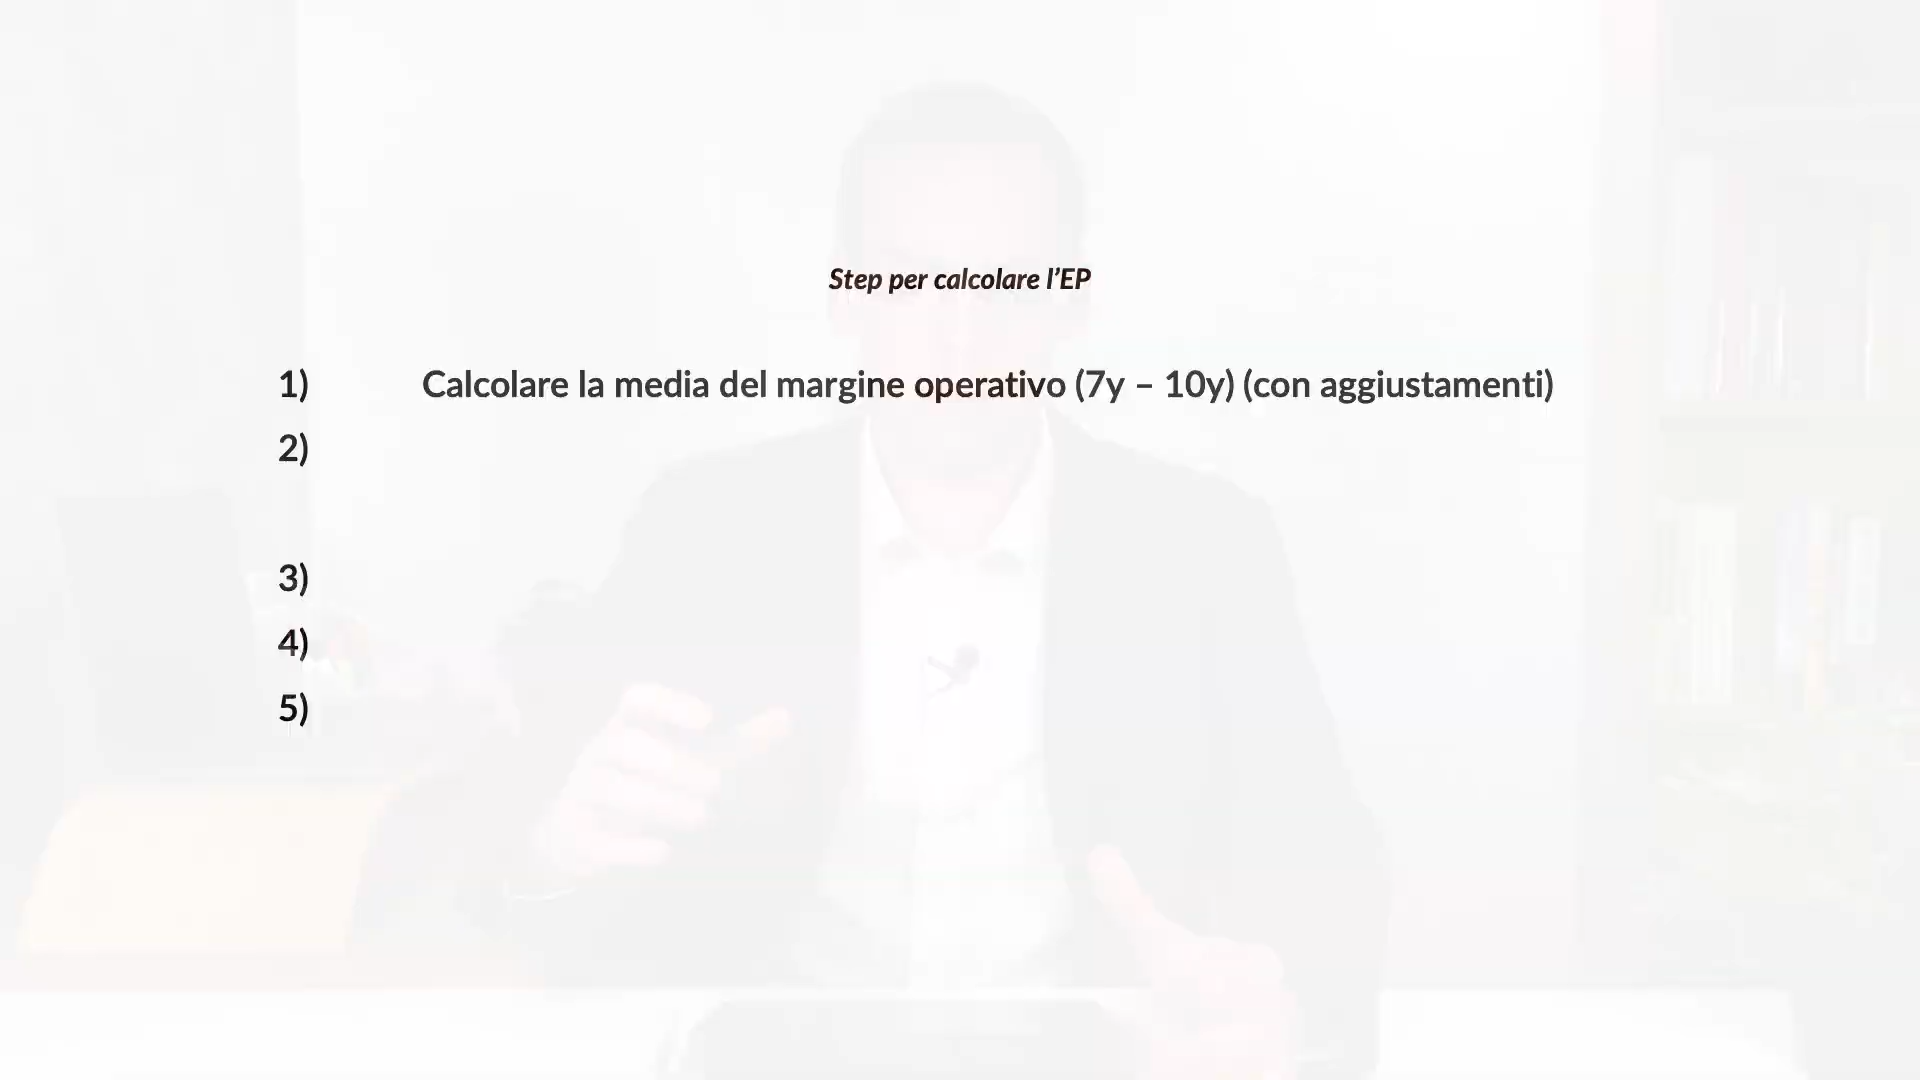 Step per calcolare l'EP
1) Calcolare la media del margine operativo (7y – 10y) (con aggiustamenti)
2)
3)
4)
5)